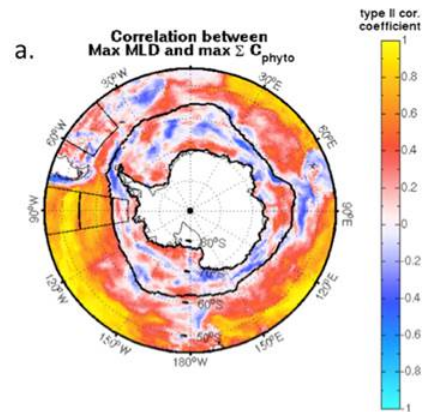 type II cor.
coefficient
a.
Correlation between
Max MLD and max Σ C phyto
1
0.8
0.6
0.4
0.2
0
-0.2
-0.4
-0.6
-0.8
-1
30°W
30°E
60°W
60°E
90°W
90°E
80°S
70°S
60°S
50°S
120°W
120°E
150°W
150°E
180°W